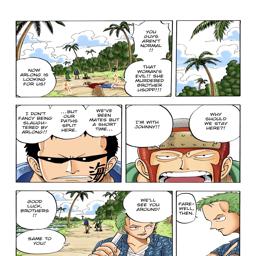 YOU
GUYS
AREN'T
NORMAL
!!
THAT
WOMAN'S
EVIL!! SHE
MURDERED
BROTHER
USOPP!!!
NOW
ARLONG IS
LOOKING
FOR US!
WHY
SHOULD
WE STAY
HERE?!
I'M WITH
JOHNNY!!
WE'VE
BEEN MATES
BUT A
SHORT
TIME...
...BUT
OUR
PATHS
SPLIT
HERE.
I DON'T
FANCY BEING
SLAUGH-
TERED BY
ARLONG!!
海
FARE-
WELL,
THEN.
WE'LL
SEE YOU
AROUND!
GOOD
LUCK,
BROTHERS
!!
SAME TO
YOU!